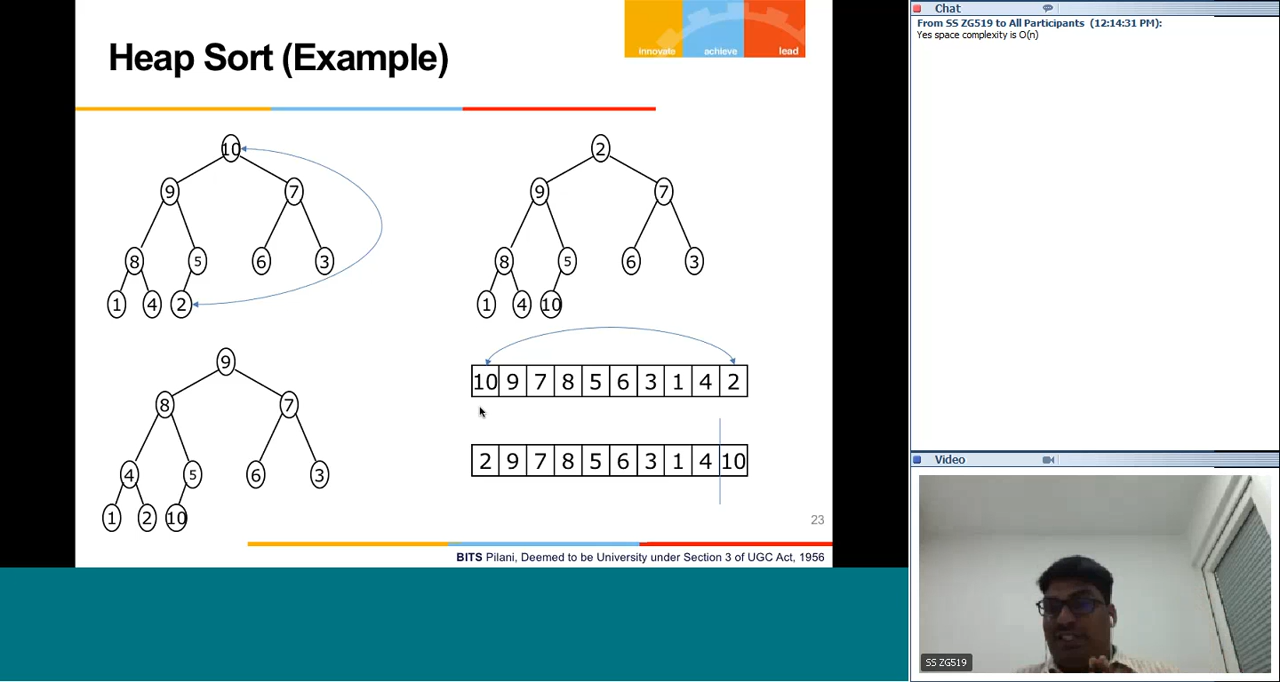 Heap Sort (Example)
innovate achieve lead
10
9 7
8 5 6 3
1 4 2
2
9 7
8 5 6 3
1 4 10
9
8 7
4 5 6 3
1 2 10
10 9 7 8 5 6 3 1 4 2
2 9 7 8 5 6 3 1 4 10
23
BITS Pilani, Deemed to be University under Section 3 of UGC Act, 1956
Chat
From SS ZG519 to All Participants (12:14:31 PM):
Yes space complexity is O(n)
Video
SS ZG519